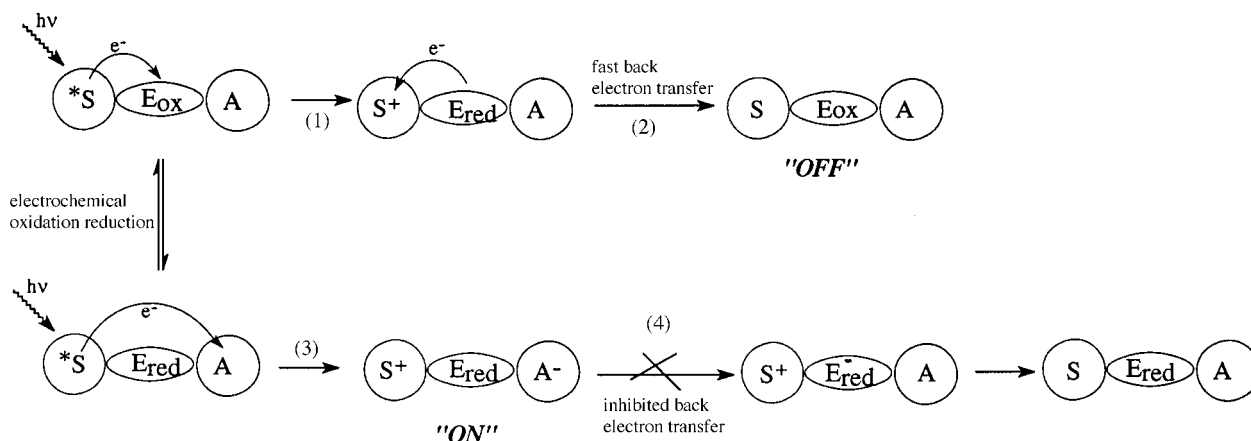 hν
e⁻
*S Eox A
(1)
e⁻
S⁺ Ered A
fast back
electron transfer
(2)
S Eox A
"OFF"
electrochemical
oxidation reduction
hν
e⁻
*S Ered A
(3)
S⁺ Ered A⁻
"ON"
(4)
inhibited back
electron transfer
S⁺ E⁻red A
S Ered A